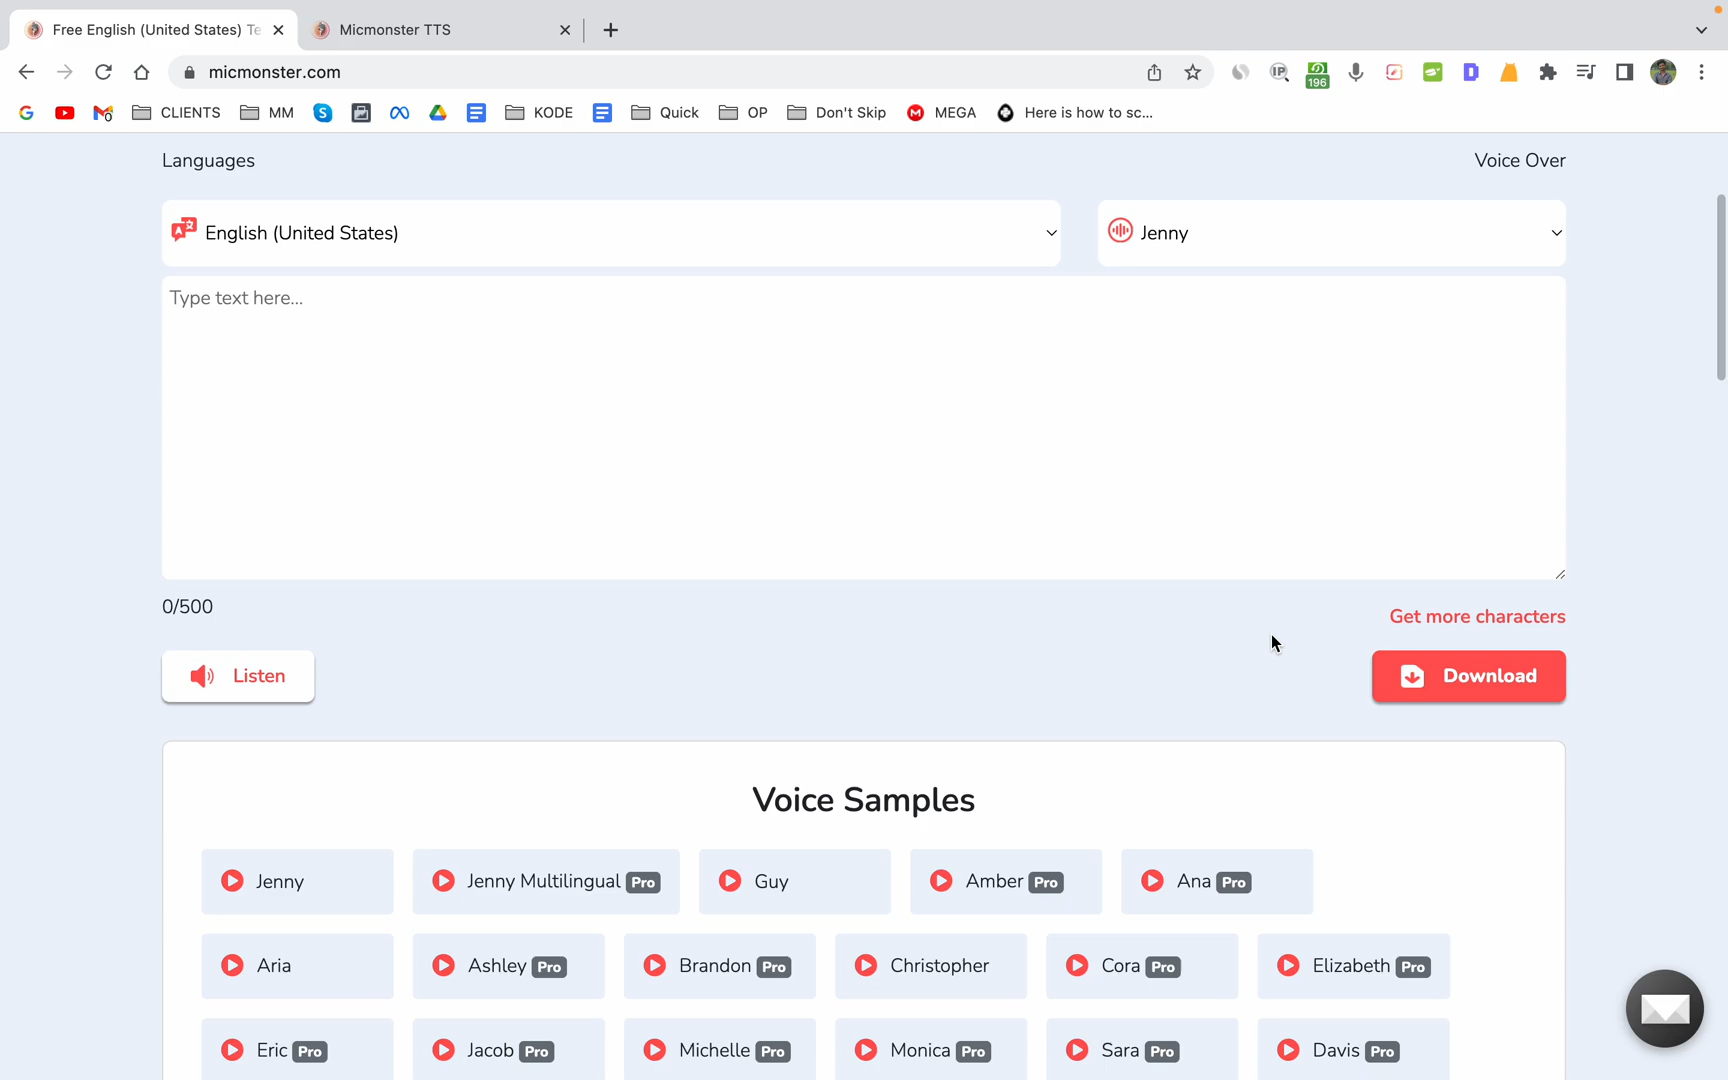 Free English (United States) Te
Micmonster TTS
micmonster.com
IP
196
D
0
CLIENTS
MM
S
KODE
Quick
OP
Don't Skip
M
MEGA
Here is how to sc...
Languages
Voice Over
English (United States)
Jenny
Type text here...
0/500
Get more characters
Listen
Download
Voice Samples
Jenny
Jenny Multilingual Pro
Guy
Amber Pro
Ana Pro
Aria
Ashley Pro
Brandon Pro
Christopher
Cora Pro
Elizabeth Pro
Eric Pro
Jacob Pro
Michelle Pro
Monica Pro
Sara Pro
Davis Pro